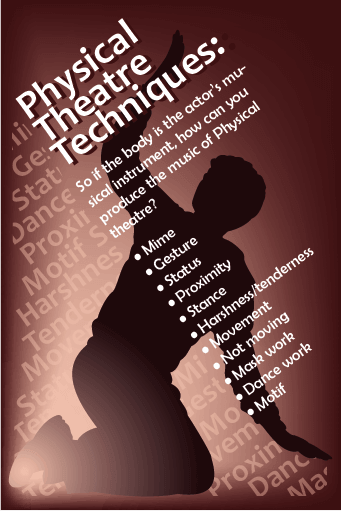 Physical
Theatre
Techniques:
So if the body is the actor's mu-
sical instrument, how can you
produce the music of Physical
theatre?
• Mime
• Gesture
• Status
• Proximity
• Stance
• Harshness/tenderness
• Movement
• Not moving
• Mask work
• Dance work
• Motif